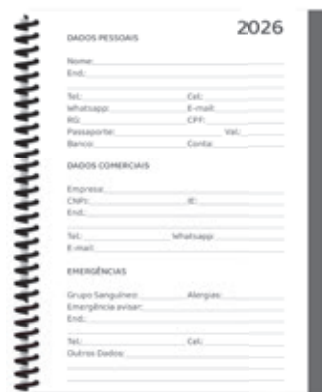 2026
DADOS PESSOAIS
Nome:
End.:
Tel.: Cel.:
Whatsapp: E-mail:
RG: CPF:
Passaporte: Val.:
Banco: Conta:
DADOS COMERCIAIS
Empresa:
CNPJ: IE:
End.:
Tel.: Whatsapp:
E-mail:
EMERGÊNCIAS
Grupo Sanguíneo: Alergias:
Emergência avisar:
End.:
Tel.: Cel.:
Outros Dados: